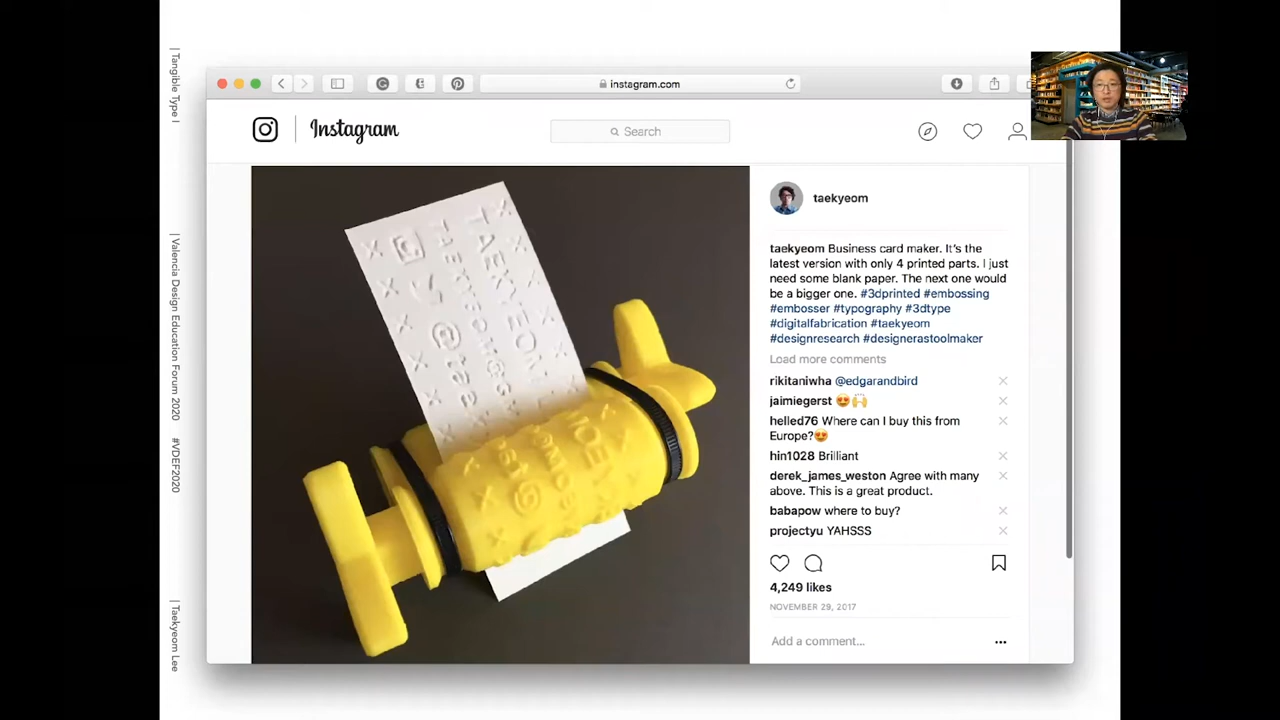 | Tangible Type I
| Valencia Design Education Forum 2020 #VDEF2020
| Taekyeom Lee
instagram.com
Instagram
Search
TAEKYEOM
@tae
taekyeom
taekyeom Business card maker. It's the
latest version with only 4 printed parts. I just
need some blank paper. The next one would
be a bigger one. #3dprinted #embossing
#embosser #typography #3dtype
#digitalfabrication #taekyeom
#designresearch #designerastoolmaker
Load more comments
rikitaniwha @edgarandbird
jaimiegerst 😍🙌
helled76 Where can I buy this from
Europe?😍
hin1028 Brilliant
derek_james_weston Agree with many
above. This is a great product.
babapow where to buy?
projectyu YAHSSS
4,249 likes
NOVEMBER 29, 2017
Add a comment...